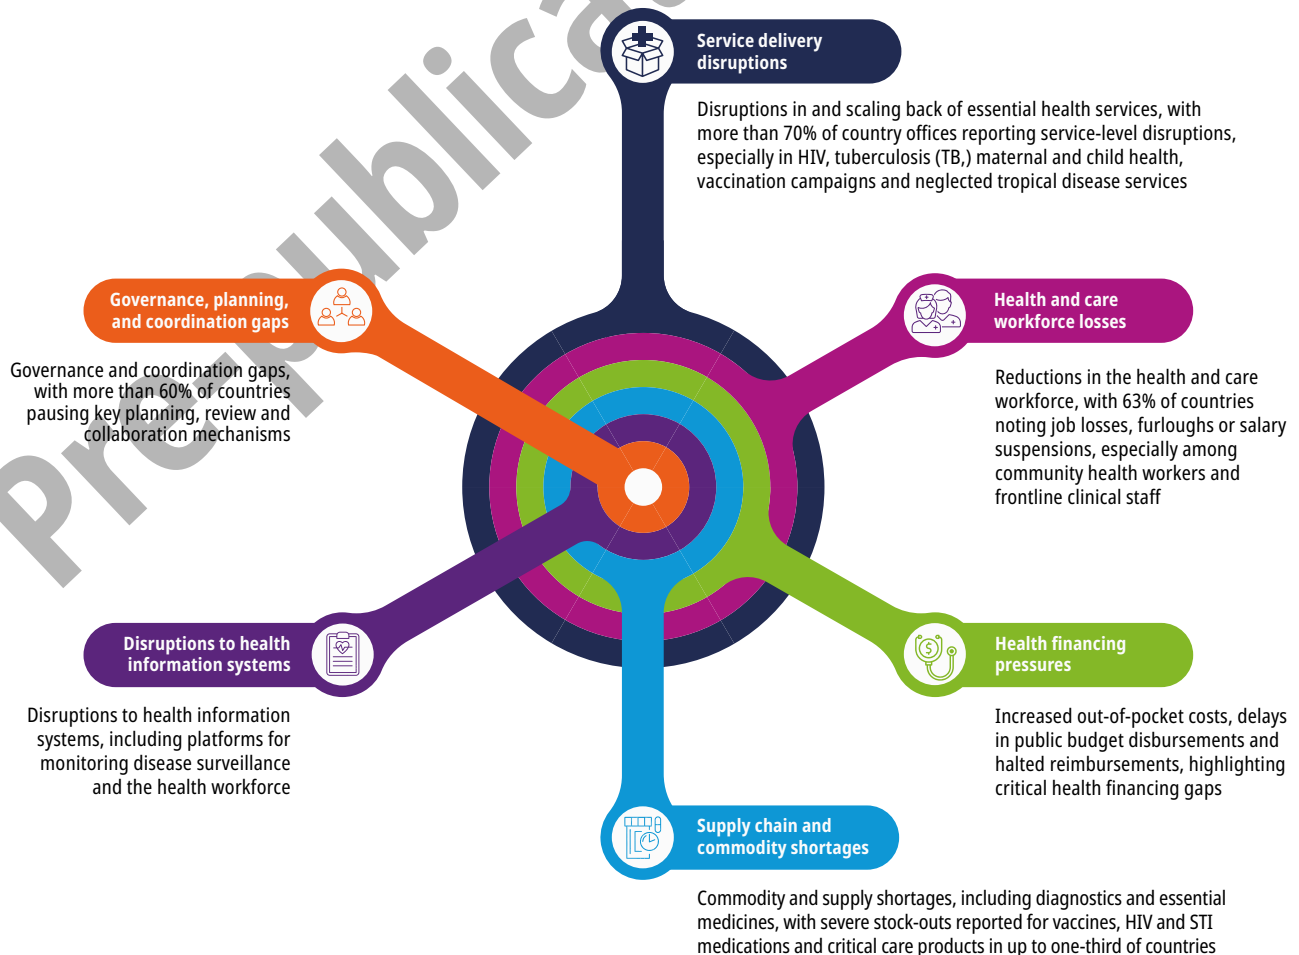 Service delivery
disruptions
Disruptions in and scaling back of essential health services, with
more than 70% of country offices reporting service-level disruptions,
especially in HIV, tuberculosis (TB,) maternal and child health,
vaccination campaigns and neglected tropical disease services
Governance, planning,
and coordination gaps
Governance and coordination gaps,
with more than 60% of countries
pausing key planning, review and
collaboration mechanisms
Health and care
workforce losses
Reductions in the health and care
workforce, with 63% of countries
noting job losses, furloughs or salary
suspensions, especially among
community health workers and
frontline clinical staff
Disruptions to health
information systems
Disruptions to health information
systems, including platforms for
monitoring disease surveillance
and the health workforce
Health financing
pressures
Increased out-of-pocket costs, delays
in public budget disbursements and
halted reimbursements, highlighting
critical health financing gaps
Supply chain and
commodity shortages
Commodity and supply shortages, including diagnostics and essential
medicines, with severe stock-outs reported for vaccines, HIV and STI
medications and critical care products in up to one-third of countries
Pre-publica